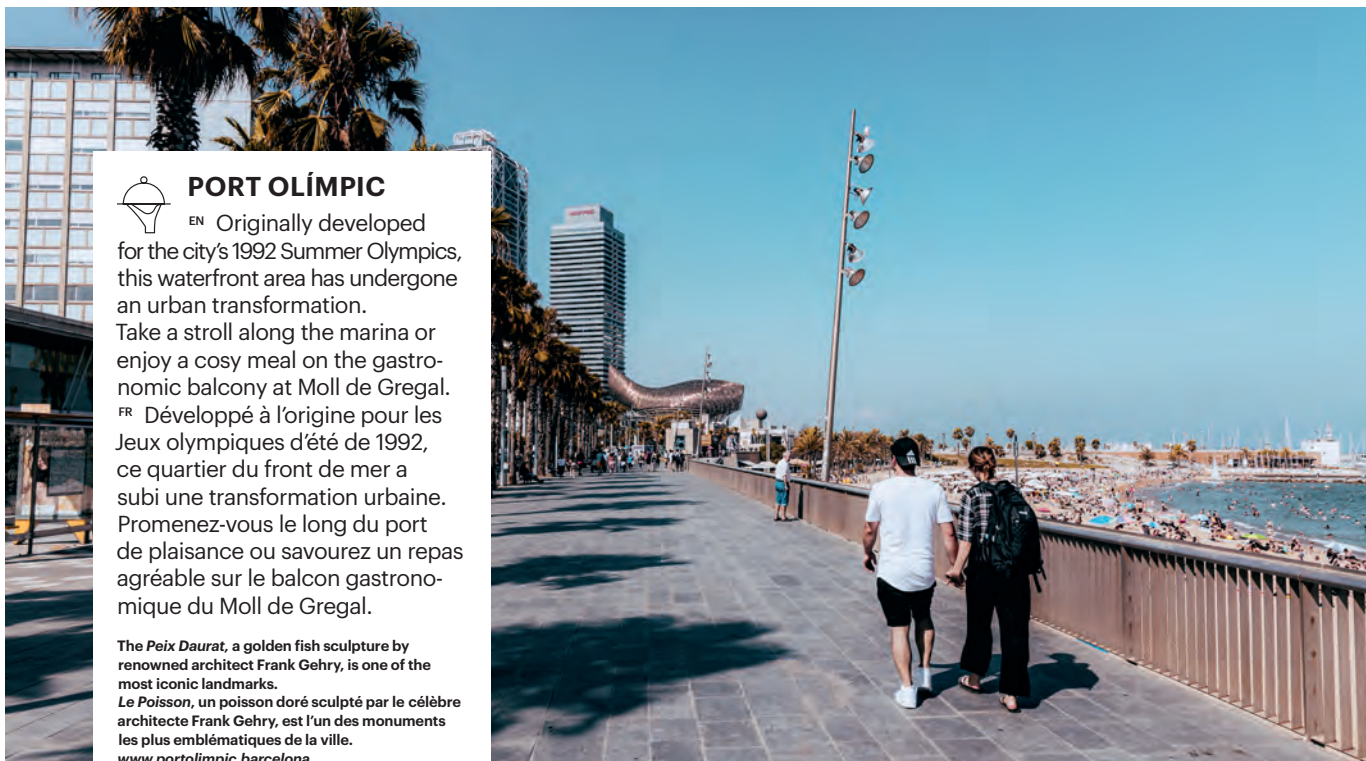 PORT OLÍMPIC
EN Originally developed
for the city’s 1992 Summer Olympics,
this waterfront area has undergone
an urban transformation.
Take a stroll along the marina or
enjoy a cosy meal on the gastro-
nomic balcony at Moll de Gregal.
FR Développé à l’origine pour les
Jeux olympiques d’été de 1992,
ce quartier du front de mer a
subi une transformation urbaine.
Promenez-vous le long du port
de plaisance ou savourez un repas
agréable sur le balcon gastrono-
mique du Moll de Gregal.
The Peix Daurat, a golden fish sculpture by
renowned architect Frank Gehry, is one of the
most iconic landmarks.
Le Poisson, un poisson doré sculpté par le célèbre
architecte Frank Gehry, est l’un des monuments
les plus emblématiques de la ville.
www.portolimpic.barcelona